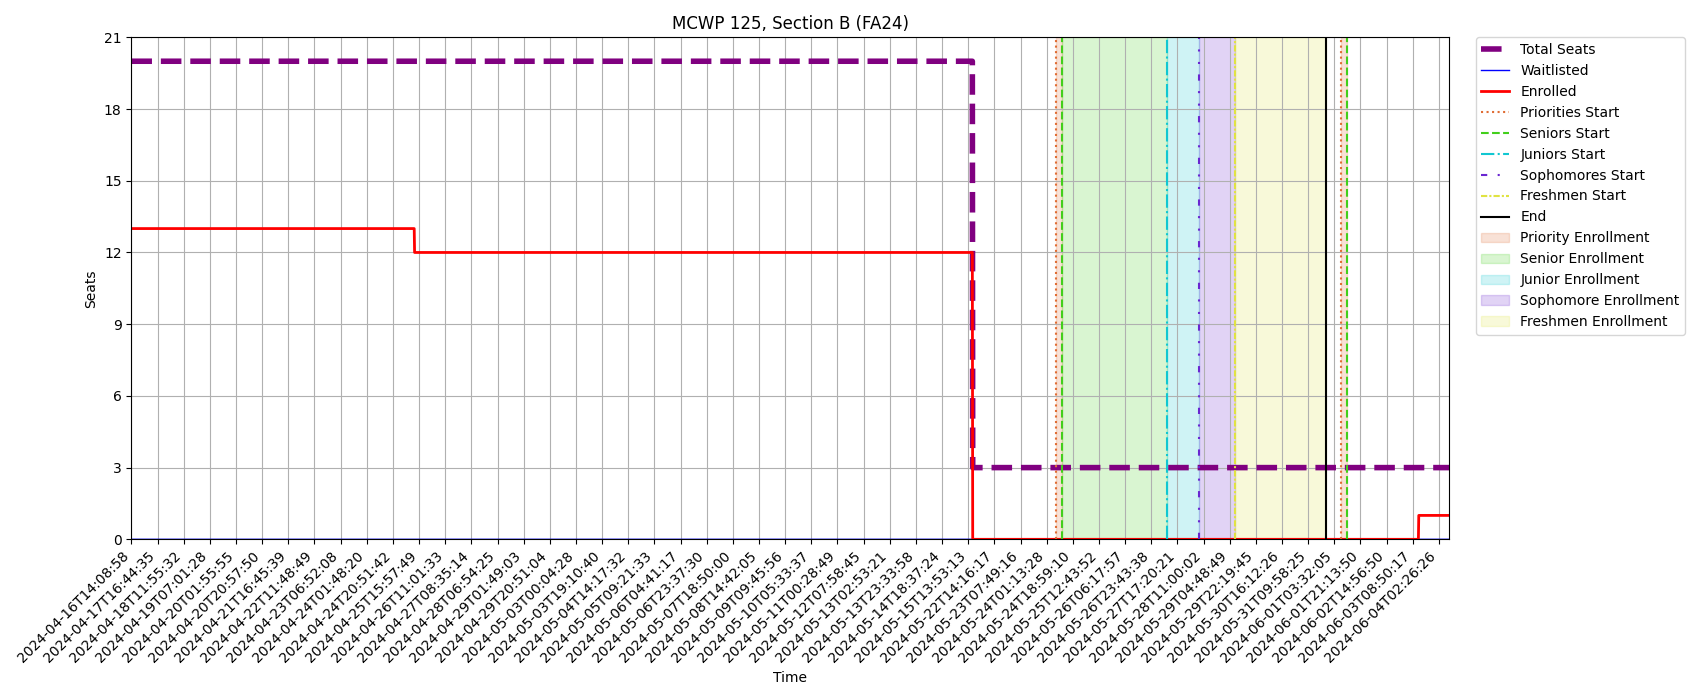 MCWP 125, Section B (FA24)
21
18
15
12
9
6
3
0
Seats
2024-04-16T14:08:58
2024-04-17T16:44:35
2024-04-18T11:55:32
2024-04-19T07:01:28
2024-04-20T01:55:55
2024-04-20T20:57:50
2024-04-21T16:45:39
2024-04-22T11:48:49
2024-04-23T06:52:08
2024-04-24T01:48:20
2024-04-24T20:51:42
2024-04-25T15:57:49
2024-04-26T11:01:33
2024-04-27T08:35:14
2024-04-28T06:54:25
2024-04-29T01:49:03
2024-04-29T20:51:04
2024-05-03T00:04:28
2024-05-03T19:10:40
2024-05-04T14:17:32
2024-05-05T09:21:33
2024-05-06T04:41:17
2024-05-06T23:37:30
2024-05-07T18:50:00
2024-05-08T14:42:05
2024-05-09T09:45:56
2024-05-10T05:33:37
2024-05-11T00:28:49
2024-05-12T07:58:45
2024-05-13T02:53:21
2024-05-13T23:33:58
2024-05-14T18:37:24
2024-05-15T13:53:13
2024-05-22T14:16:17
2024-05-23T07:49:16
2024-05-24T01:13:28
2024-05-24T18:59:10
2024-05-25T12:43:52
2024-05-26T06:17:57
2024-05-26T23:43:38
2024-05-27T17:20:21
2024-05-28T11:00:02
2024-05-29T04:48:49
2024-05-29T22:19:45
2024-05-30T16:12:26
2024-05-31T09:58:25
2024-06-01T03:32:05
2024-06-01T21:13:50
2024-06-02T14:56:50
2024-06-03T08:50:17
2024-06-04T02:26:26
Time
Total Seats
Waitlisted
Enrolled
Priorities Start
Seniors Start
Juniors Start
Sophomores Start
Freshmen Start
End
Priority Enrollment
Senior Enrollment
Junior Enrollment
Sophomore Enrollment
Freshmen Enrollment